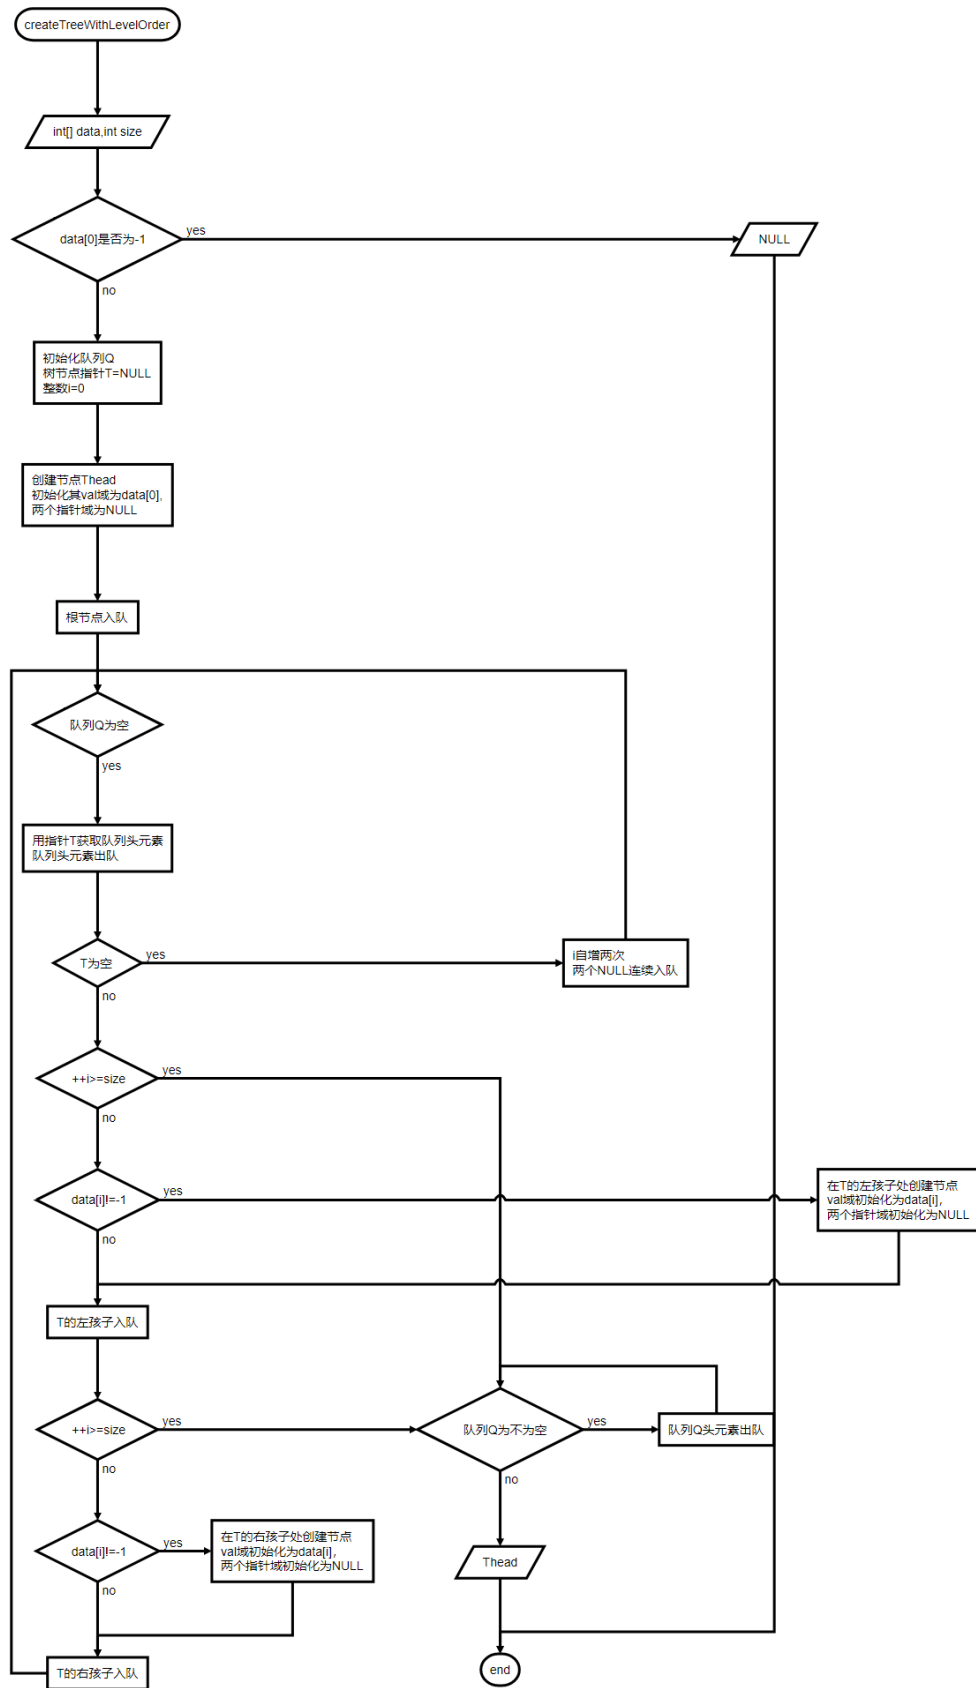 createTreeWithLevelOrder
int[] data,int size
data[0]是否为-1
yes
NULL
no
初始化队列Q
树节点指针T=NULL
整数i=0
创建节点Thead
初始化其val域为data[0],
两个指针域为NULL
根节点入队
队列Q为空
yes
用指针T获取队列头元素
队列头元素出队
T为空
yes
i自增两次
两个NULL连续入队
no
++i>=size
yes
no
data[i]!=-1
yes
在T的左孩子处创建节点
val域初始化为data[i],
两个指针域初始化为NULL
no
T的左孩子入队
++i>=size
yes
队列Q为不为空
yes
队列Q头元素出队
no
no
data[i]!=-1
yes
在T的右孩子处创建节点
val域初始化为data[i],
两个指针域初始化为NULL
Thead
no
T的右孩子入队
end